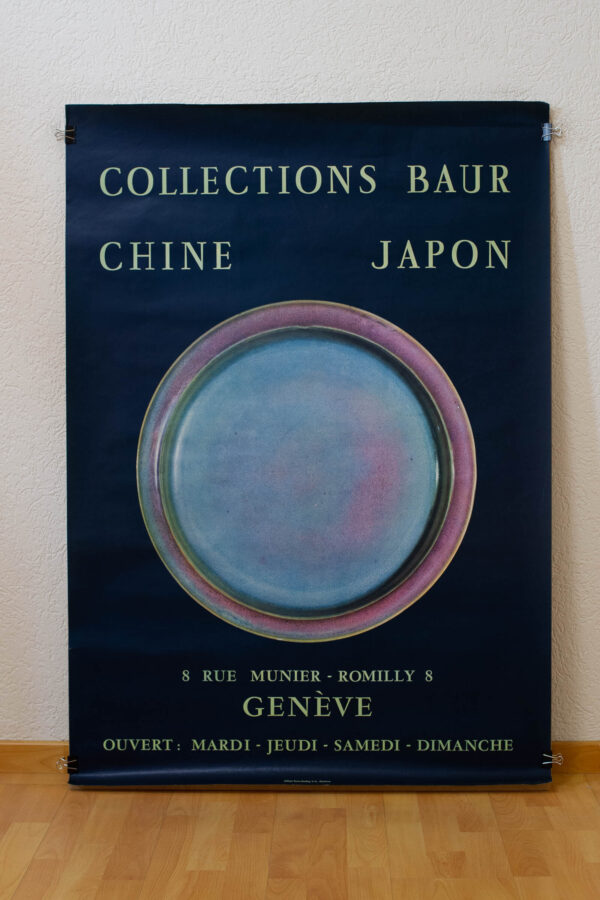 COLLECTIONS BAUR
CHINE JAPON
8 RUE MUNIER - ROMILLY 8
GENÈVE
OUVERT : MARDI - JEUDI - SAMEDI - DIMANCHE